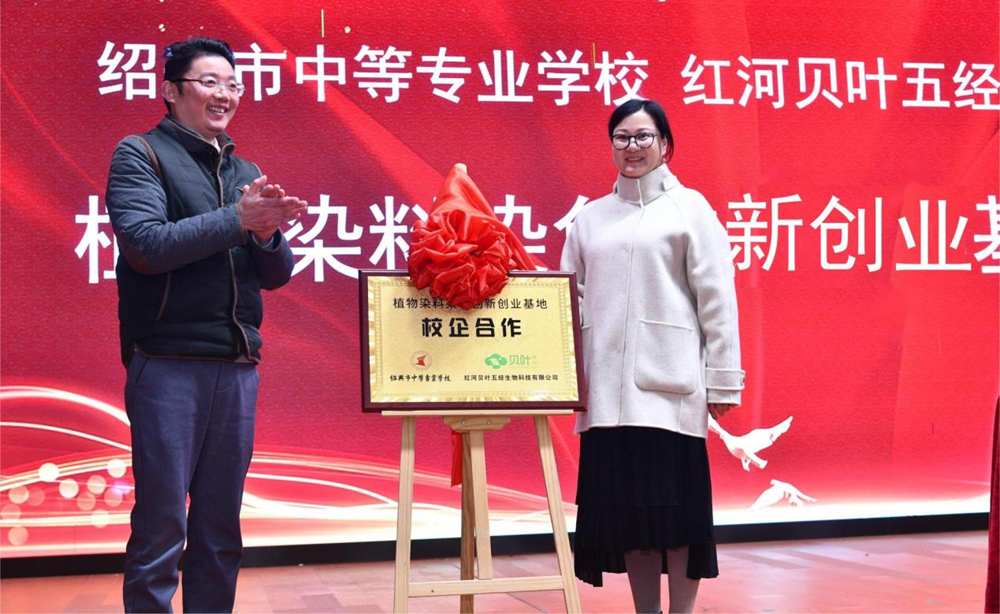 绍 市中等专业学校 红河贝叶五经
植 染料染色 新创业基
植物染料染 创新创业基地
校企合作
贝叶
绍兴市中等专业学校 红河贝叶五经生物科技有限公司